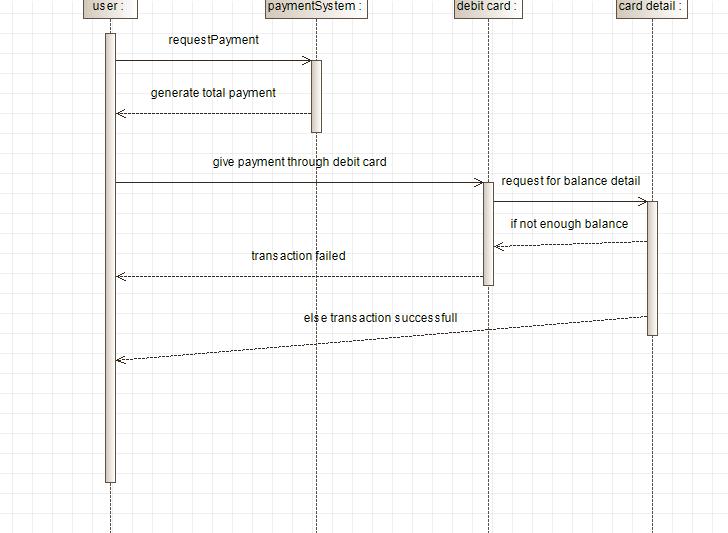 user :
paymentSystem :
debit card :
card detail :
requestPayment
generate total payment
give payment through debit card
request for balance detail
if not enough balance
transaction failed
else transaction successfull